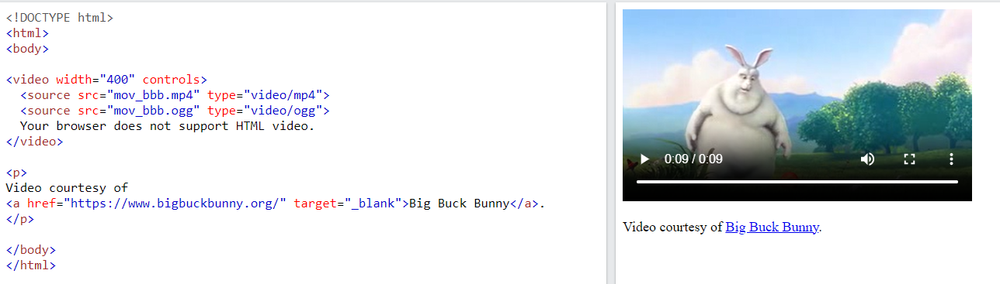 <!DOCTYPE html>
<html>
<body>
<video width="400" controls>
<source src="mov_bbb.mp4" type="video/mp4">
<source src="mov_bbb.ogg" type="video/ogg">
Your browser does not support HTML video.
</video>
<p>
Video courtesy of
<a href="https://www.bigbuckbunny.org/" target="_blank">Big Buck Bunny</a>.
</p>
</body>
</html>
0:09 / 0:09
Video courtesy of Big Buck Bunny.